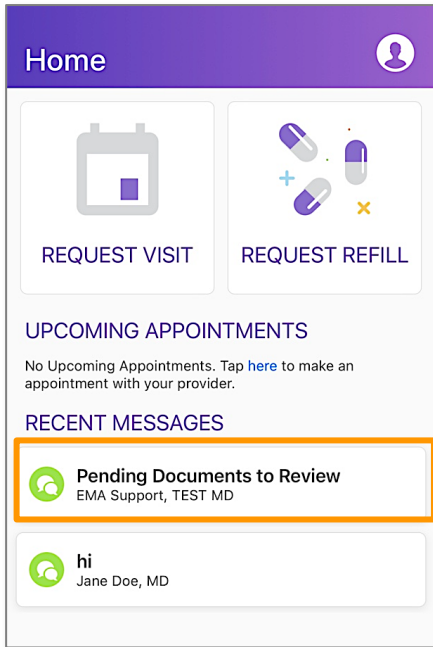 Home
REQUEST VISIT
REQUEST REFILL
UPCOMING APPOINTMENTS
No Upcoming Appointments. Tap here to make an
appointment with your provider.
RECENT MESSAGES
Pending Documents to Review
EMA Support, TEST MD
hi
Jane Doe, MD